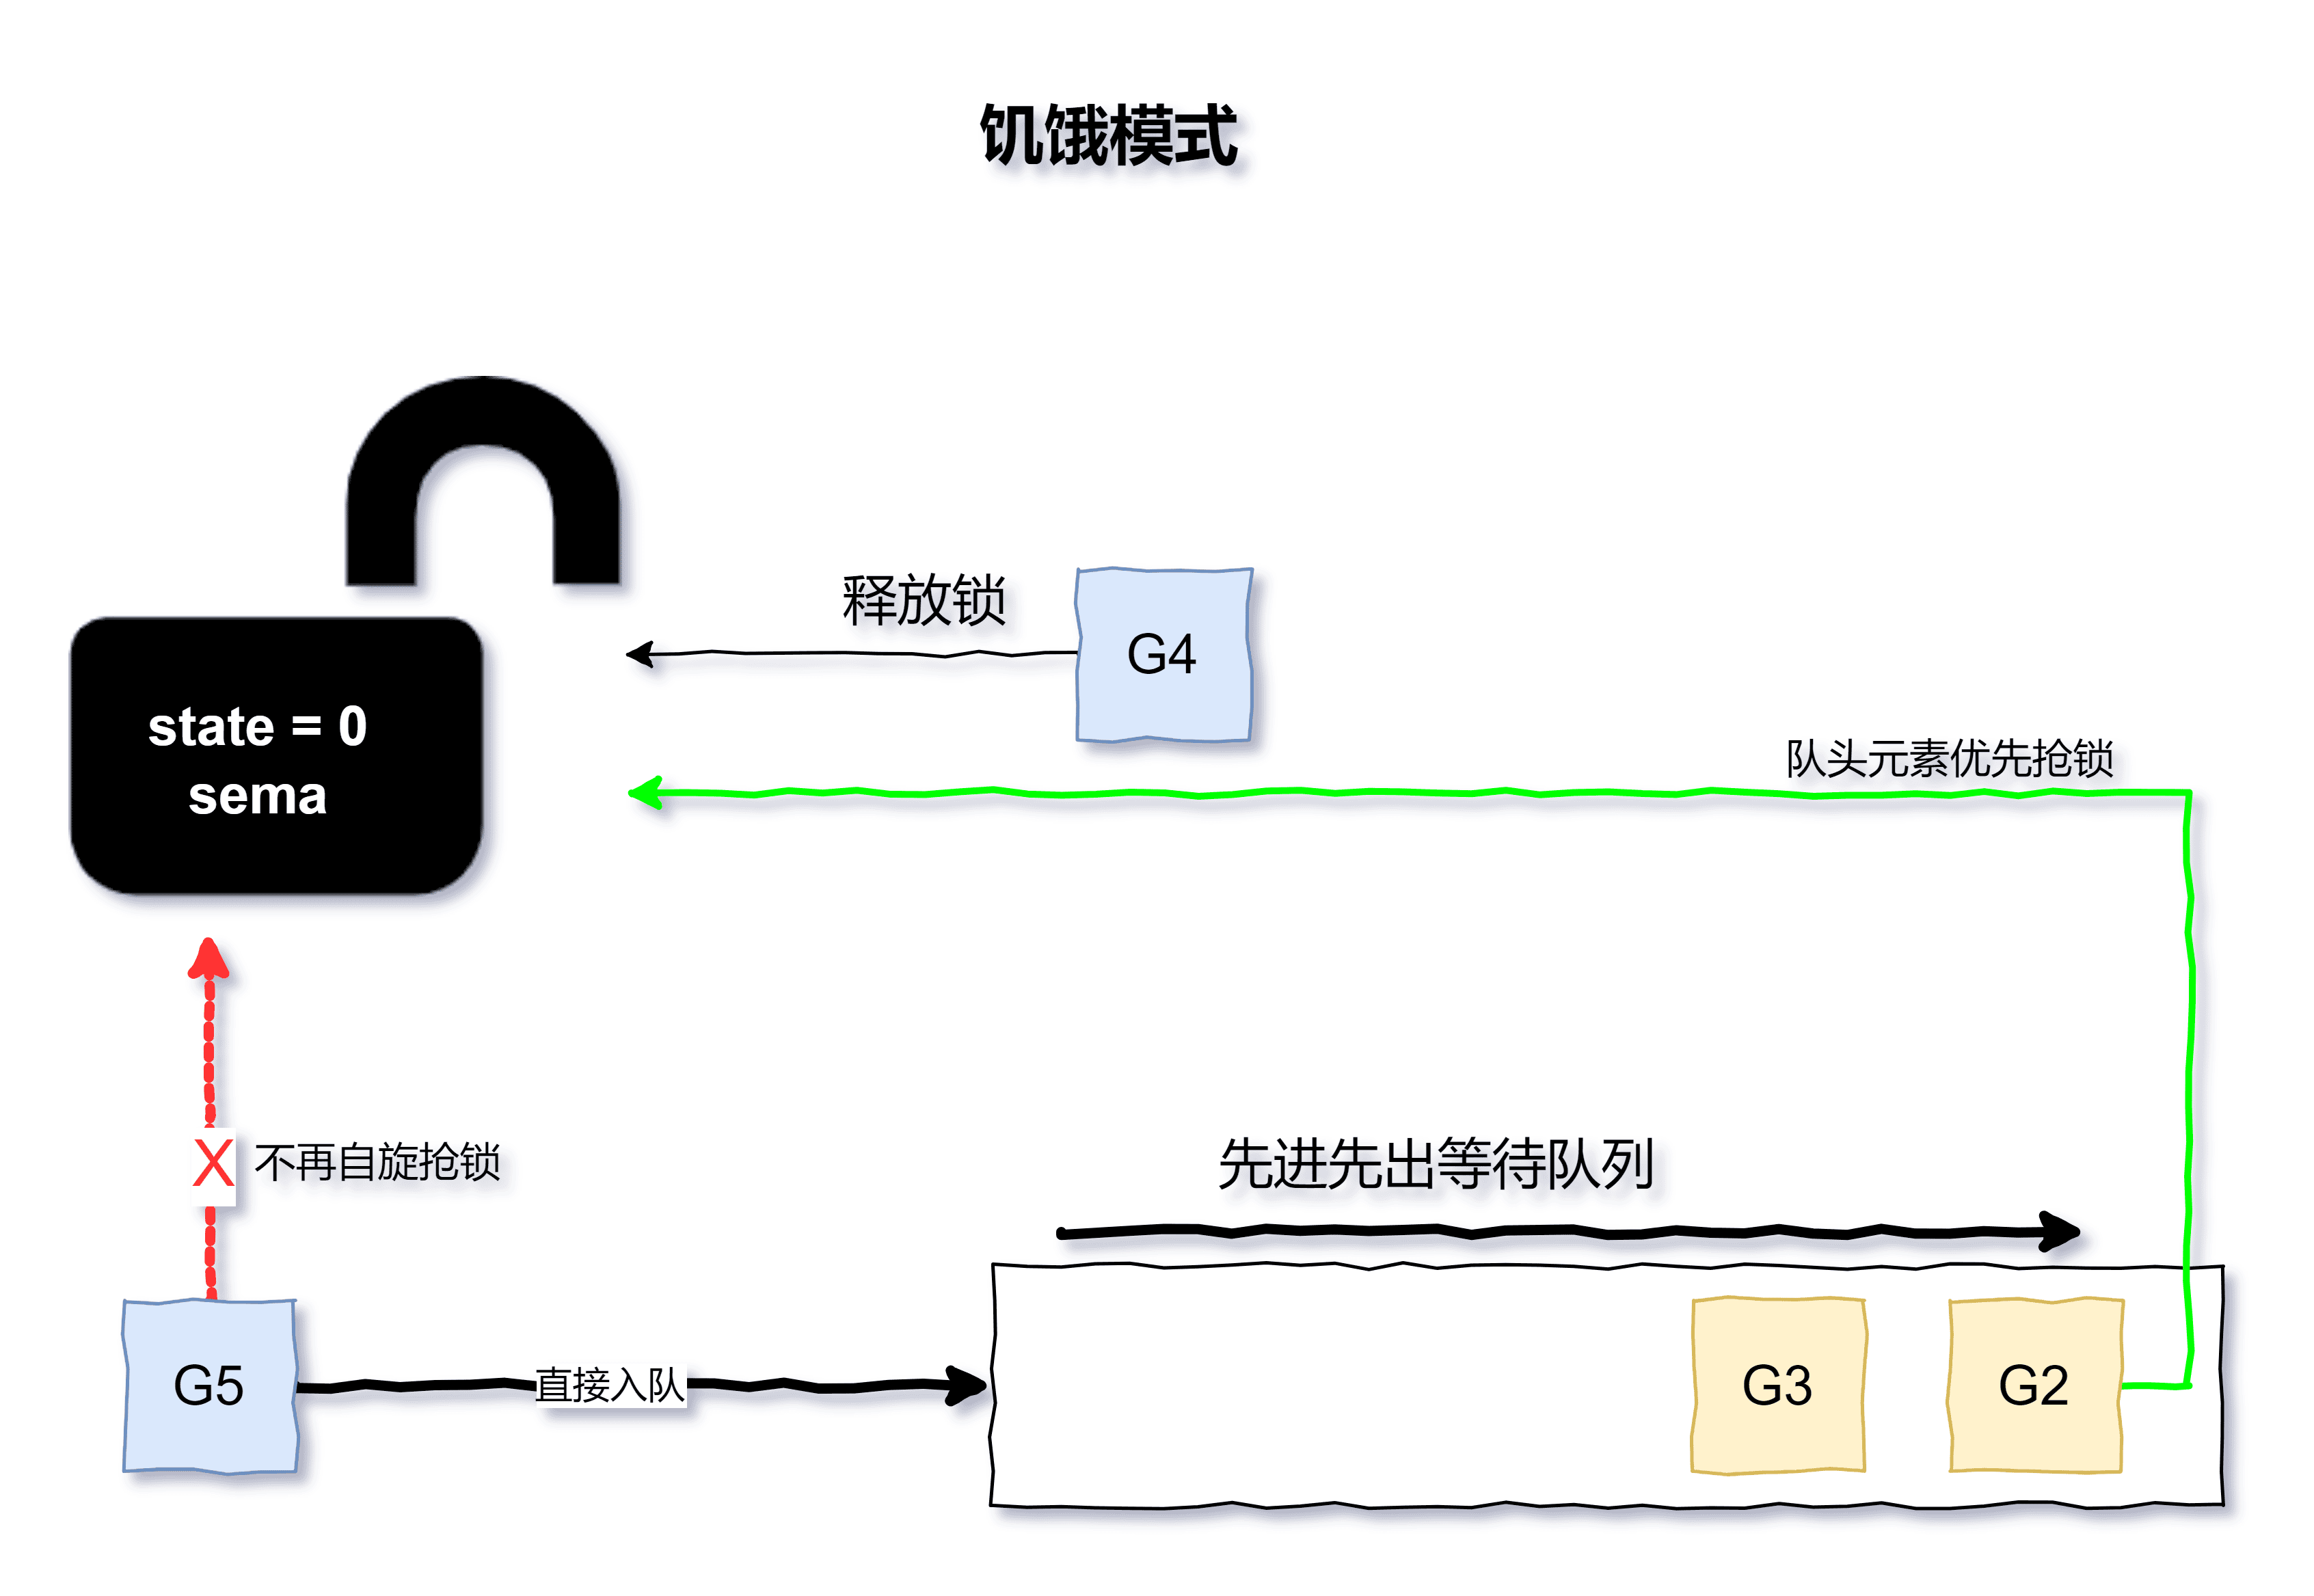 饥饿模式
释放锁
G4
state = 0
sema
队头元素优先抢锁
X
不再自旋抢锁
先进先出等待队列
G5
直接入队
G3
G2